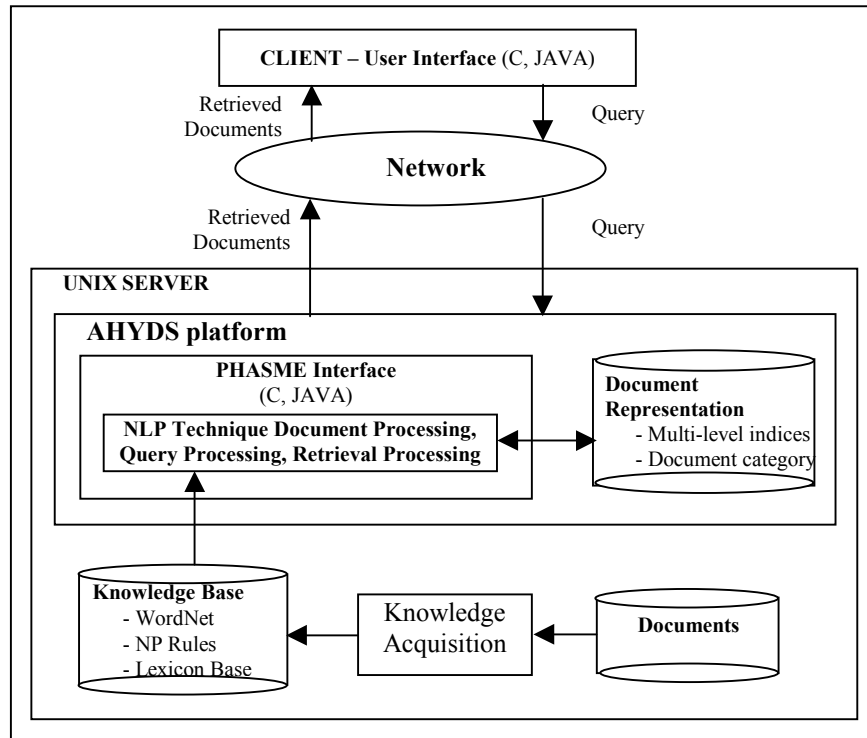 CLIENT – User Interface (C, JAVA)
Retrieved
Documents
Query
Network
Retrieved
Documents
Query
UNIX SERVER
AHYDS platform
PHASME Interface
(C, JAVA)
NLP Technique Document Processing,
Query Processing, Retrieval Processing
Document
Representation
- Multi-level indices
- Document category
Knowledge Base
- WordNet
- NP Rules
- Lexicon Base
Knowledge
Acquisition
Documents